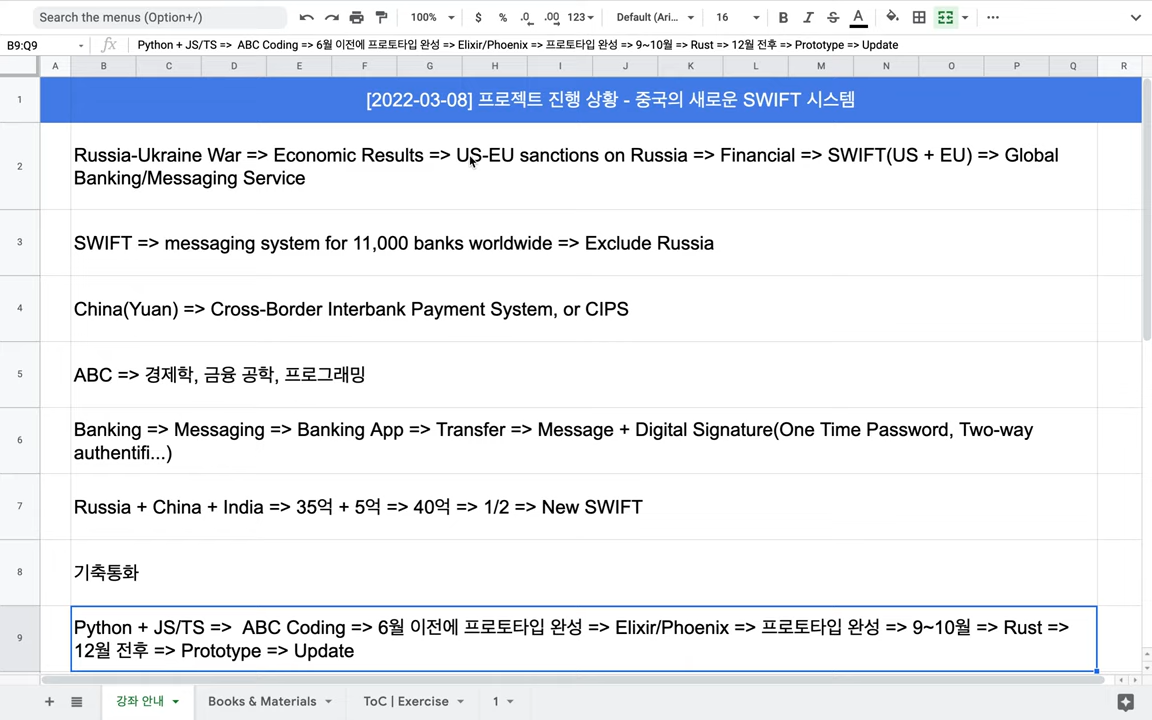 Search the menus (Option+/)
100%
$
%
.0
.00
123
Default (Ari...
16
B
I
S
A
B9:Q9
fx
Python + JS/TS => ABC Coding => 6월 이전에 프로토타입 완성 => Elixir/Phoenix => 프로토타입 완성 => 9~10월 => Rust => 12월 전후 => Prototype => Update
A B C D E F G H I J K L M N O P Q R
1
[2022-03-08] 프로젝트 진행 상황 - 중국의 새로운 SWIFT 시스템
2
Russia-Ukraine War => Economic Results => US-EU sanctions on Russia => Financial => SWIFT(US + EU) => Global
Banking/Messaging Service
3
SWIFT => messaging system for 11,000 banks worldwide => Exclude Russia
4
China(Yuan) => Cross-Border Interbank Payment System, or CIPS
5
ABC => 경제학, 금융 공학, 프로그래밍
6
Banking => Messaging => Banking App => Transfer => Message + Digital Signature(One Time Password, Two-way
authentifi...)
7
Russia + China + India => 35억 + 5억 => 40억 => 1/2 => New SWIFT
8
기축통화
9
Python + JS/TS => ABC Coding => 6월 이전에 프로토타입 완성 => Elixir/Phoenix => 프로토타입 완성 => 9~10월 => Rust =>
12월 전후 => Prototype => Update
강좌 안내
Books & Materials
ToC | Exercise
1